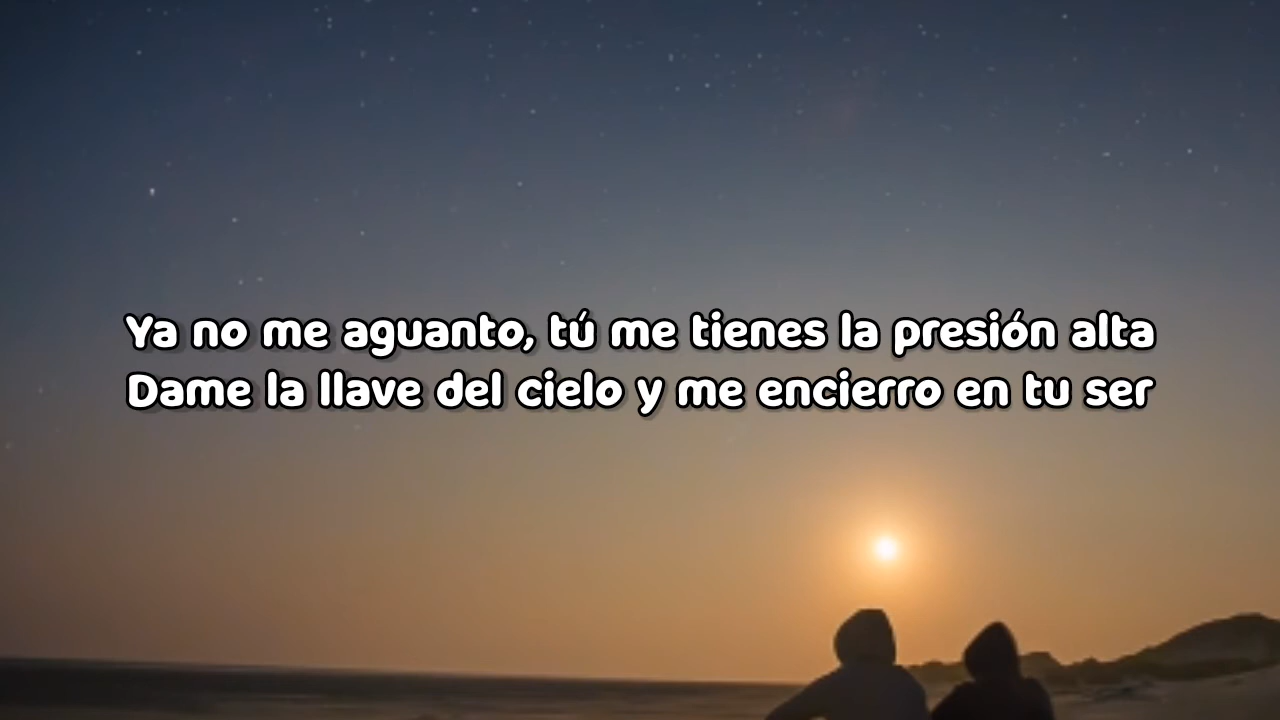 Ya no me aguanto, tú me tienes la presión alta
Dame la llave del cielo y me encierro en tu ser